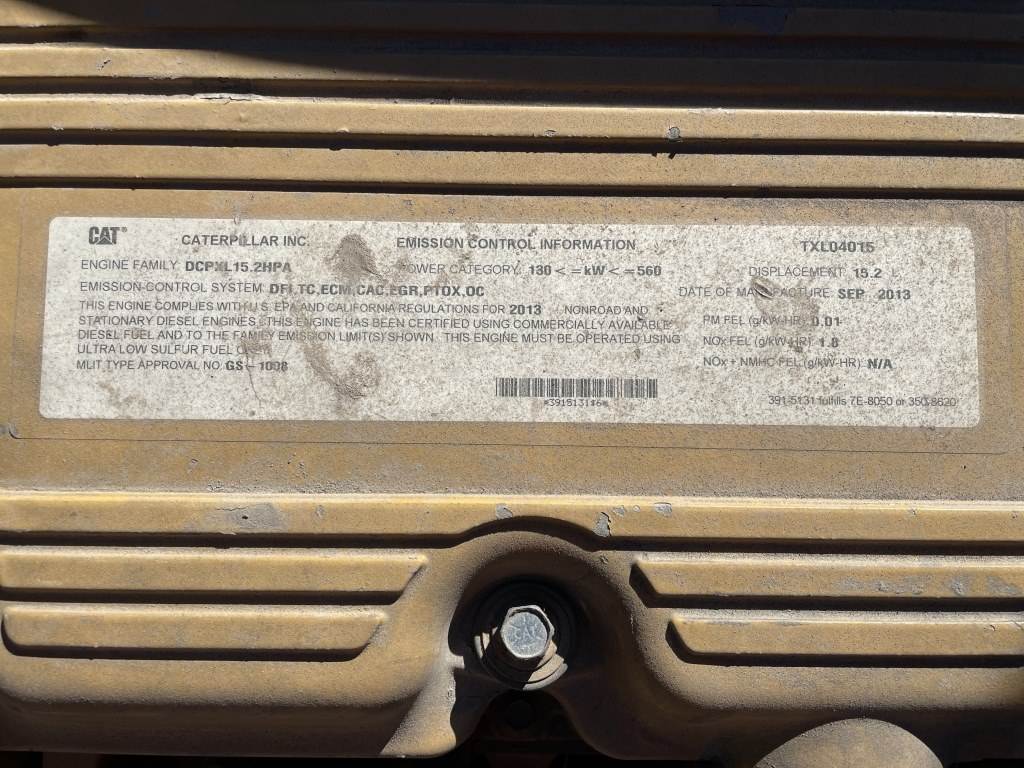 CAT® CATERPILLAR INC. EMISSION CONTROL INFORMATION TXL04015
ENGINE FAMILY: DCPXL15.2HPA POWER CATEGORY: 130 < =kW < =560 DISPLACEMENT: 15.2 L
EMISSION-CONTROL SYSTEM: DFI,TC,ECM,CAC,EGR,PTOX,OC DATE OF MANUFACTURE: SEP 2013
THIS ENGINE COMPLIES WITH U.S. EPA AND CALIFORNIA REGULATIONS FOR 2013 NONROAD AND
STATIONARY DIESEL ENGINES. THIS ENGINE HAS BEEN CERTIFIED USING COMMERCIALLY AVAILABLE
DIESEL FUEL AND TO THE FAMILY EMISSION LIMIT(S) SHOWN. THIS ENGINE MUST BE OPERATED USING
ULTRA LOW SULFUR FUEL ONLY.
MLIT TYPE APPROVAL NO. GS-1008
PM FEL (g/kW-HR): 0.01
NOx FEL (g/kW-HR): 1.8
NOx + NMHC FEL (g/kW-HR): N/A
*3915131*6*
391-5131 fulfills 7E-8050 or 350-8620
CAT